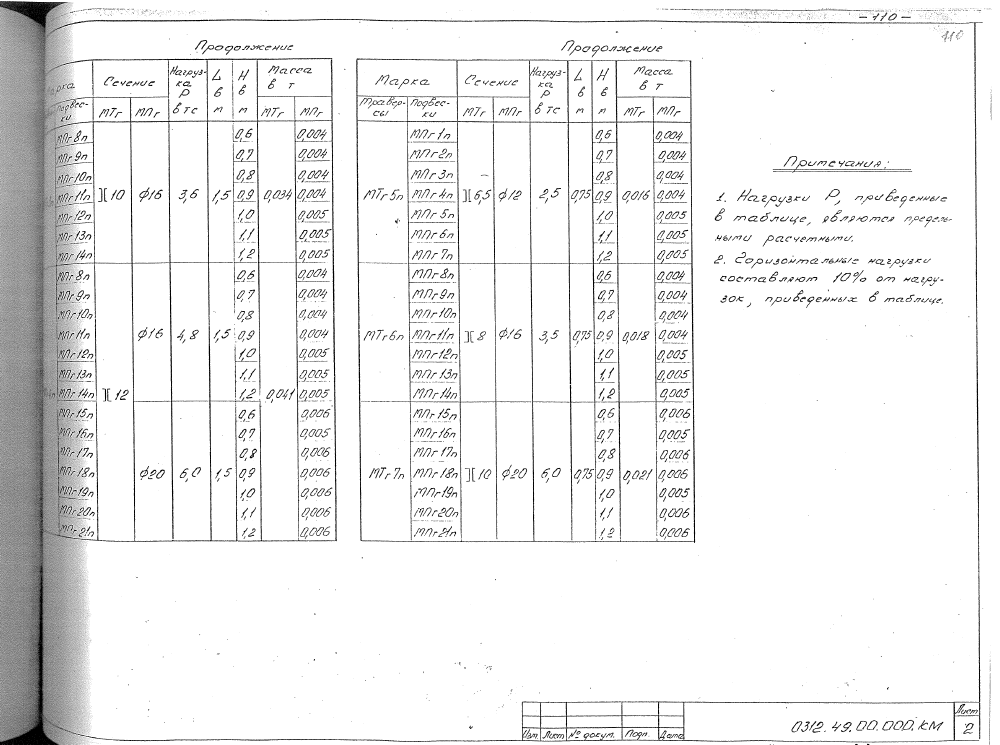 -110-
110
Продолжение
Марка Сечение Нагруз-ка Р в тс L в м H в м Масса в т
Подвес-ки МТг МПг МТг МПг
МПг 8п 0,6 0,004
МПг 9п 0,7 0,004
МПг 10п 0,8 0,004
МПг 11п ][ 10 ф16 3,6 1,5 0,9 0,034 0,004
МПг 12п 1,0 0,005
МПг 13п 1,1 0,005
МПг 14п 1,2 0,005
МПг 8п 0,6 0,004
МПг 9п 0,7 0,004
МПг 10п 0,8 0,004
МПг 11п ф16 4,8 1,5 0,9 0,004
МПг 12п 1,0 0,005
МПг 13п 1,1 0,005
МПг 14п ][ 12 1,2 0,041 0,005
МПг 15п 0,6 0,006
МПг 16п 0,7 0,005
МПг 17п 0,8 0,006
МПг 18п ф20 6,0 1,5 0,9 0,006
МПг 19п 1,0 0,006
МПг 20п 1,1 0,006
МПг 21п 1,2 0,006
Продолжение
Марка Сечение Нагруз-ка Р в тс L в м H в м Масса в т
Травер-сы Подвес-ки МТг МПг МТг МПг
МПг 1п 0,6 0,004
МПг 2п 0,7 0,004
МПг 3п 0,8 0,004
МТг 5п МПг 4п ][ 6,5 ф12 2,5 0,75 0,9 0,016 0,004
МПг 5п 1,0 0,005
МПг 6п 1,1 0,005
МПг 7п 1,2 0,005
МПг 8п 0,6 0,004
МПг 9п 0,7 0,004
МПг 10п 0,8 0,004
МТг 6п МПг 11п ][ 8 ф16 3,5 0,75 0,9 0,018 0,004
МПг 12п 1,0 0,005
МПг 13п 1,1 0,005
МПг 14п 1,2 0,005
МПг 15п 0,6 0,006
МПг 16п 0,7 0,005
МПг 17п 0,8 0,006
МТг 7п МПг 18п ][ 10 ф20 6,0 0,75 0,9 0,021 0,006
МПг 19п 1,0 0,005
МПг 20п 1,1 0,006
МПг 21п 1,2 0,006
Примечания:
1. Нагрузки Р, приведенные
в таблице, являются предель-
ными расчетными.
2. Горизонтальные нагрузки
составляют 10% от нагру-
зок, приведенных в таблице.
Изм. Лист № докум. Подп. Дата
0312.49.00.000.КМ
Лист
2